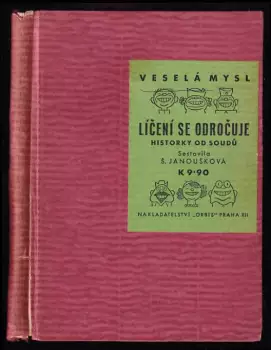 VESELÁ MYSL
LÍČENÍ SE ODROČUJE
HISTORKY OD SOUDŮ
Sestavila
Š. JANOUŠKOVÁ
K 9·90
NAKLADATELSTVÍ „ORBIS" PRAHA XII